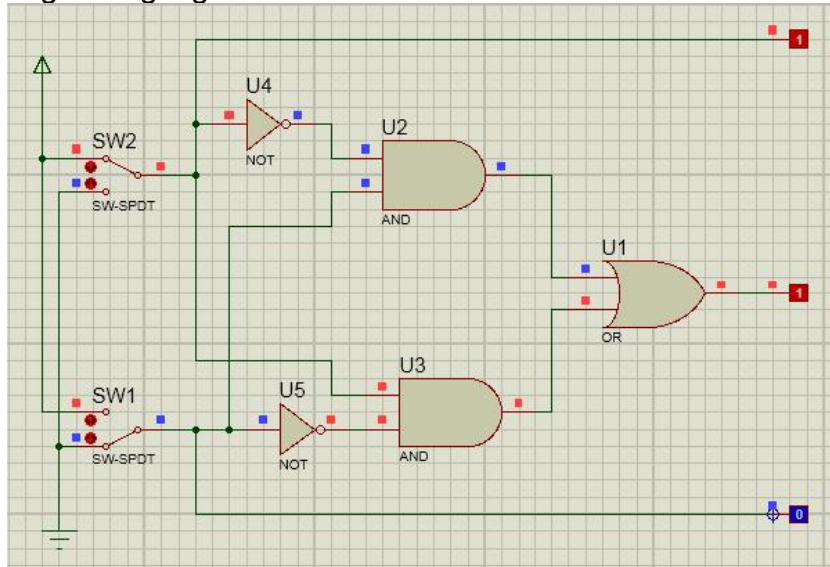 1
U4
NOT
U2
AND
SW2
SW-SPDT
U1
OR
1
SW1
SW-SPDT
U5
NOT
U3
AND
0